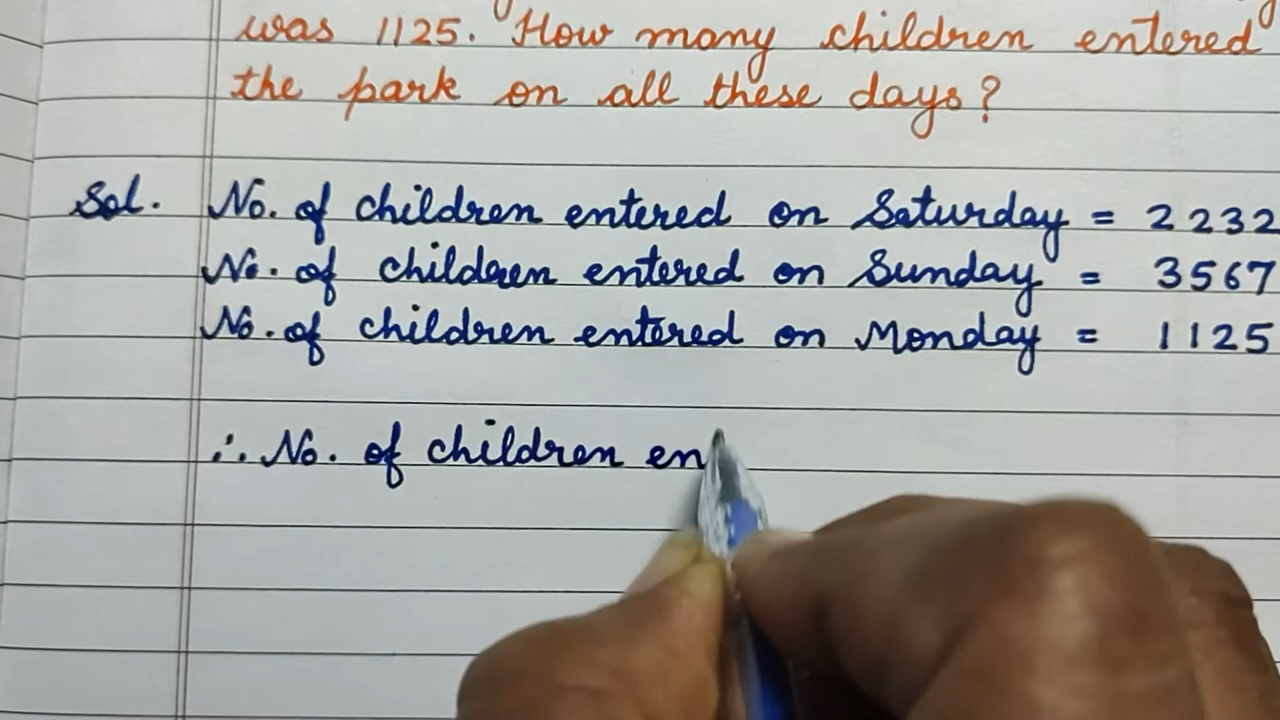 was 1125. How many children entered
the park on all these days?
Sol. No. of children entered on Saturday = 2232
No. of children entered on Sunday = 3567
No. of children entered on Monday = 1125
∴ No. of children en